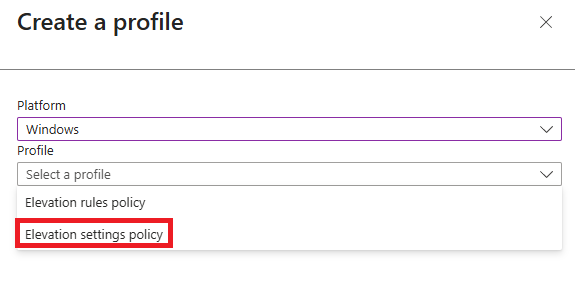 Create a profile
Platform
Windows
Profile
Select a profile
Elevation rules policy
Elevation settings policy